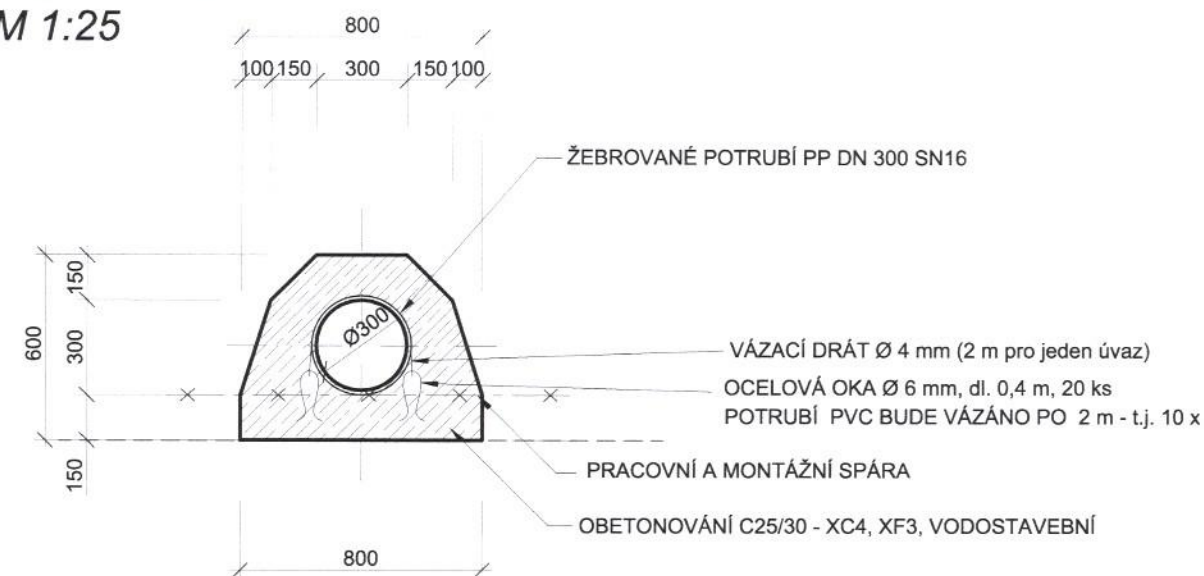 M 1:25
800
100 150 300 150 100
ŽEBROVANÉ POTRUBÍ PP DN 300 SN16
150
600
300
Ø300
VÁZACÍ DRÁT Ø 4 mm (2 m pro jeden úvaz)
OCELOVÁ OKA Ø 6 mm, dl. 0,4 m, 20 ks
POTRUBÍ PVC BUDE VÁZÁNO PO 2 m - t.j. 10 x
150
PRACOVNÍ A MONTÁŽNÍ SPÁRA
OBETONOVÁNÍ C25/30 - XC4, XF3, VODOSTAVEBNÍ
800